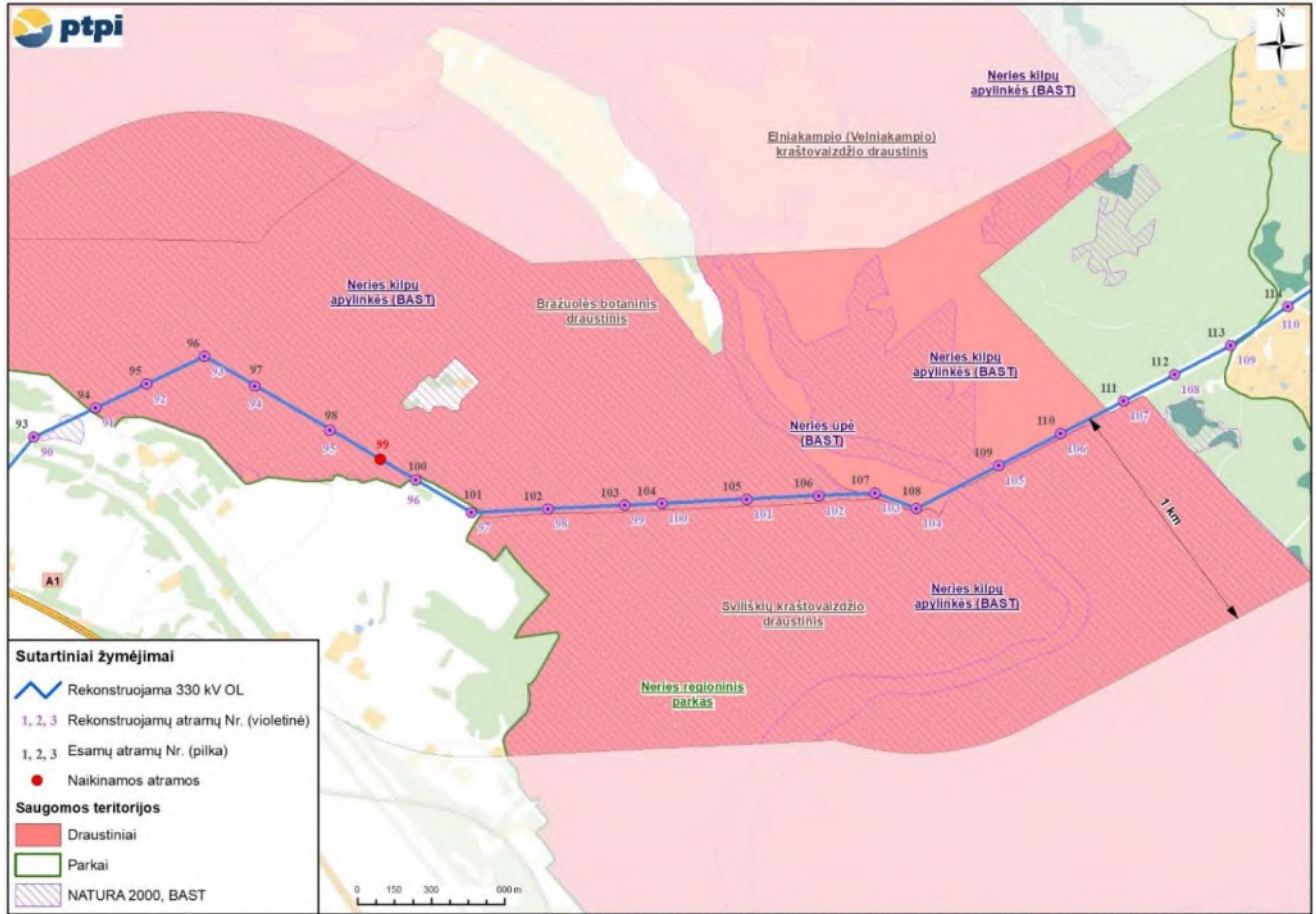 ptpi
N
Neries kilpų
apylinkės (BAST)
Elniakampio (Velniakampio)
kraštovaizdžio draustinis
Neries kilpų
apylinkės (BAST)
Bražuolės botaninis
draustinis
114
110
113
109
96
93
95
92
97
94
112
108
Neries kilpų
apylinkės (BAST)
111
107
94
91
93
90
98
95
Neries upė
(BAST)
110
106
99
100
96
109
105
101
97
102
98
103
99
104
100
105
101
106
102
107
103
108
104
1 km
A1
Neries kilpų
apylinkės (BAST)
Sviliškių kraštovaizdžio
draustinis
Neries regioninis
parkas
Sutartiniai žymėjimai
Rekonstruojama 330 kV OL
1, 2, 3 Rekonstruojamų atramų Nr. (violetinė)
1, 2, 3 Esamų atramų Nr. (pilka)
Naikinamos atramos
Saugomos teritorijos
Draustiniai
Parkai
NATURA 2000, BAST
0 150 300 600 m